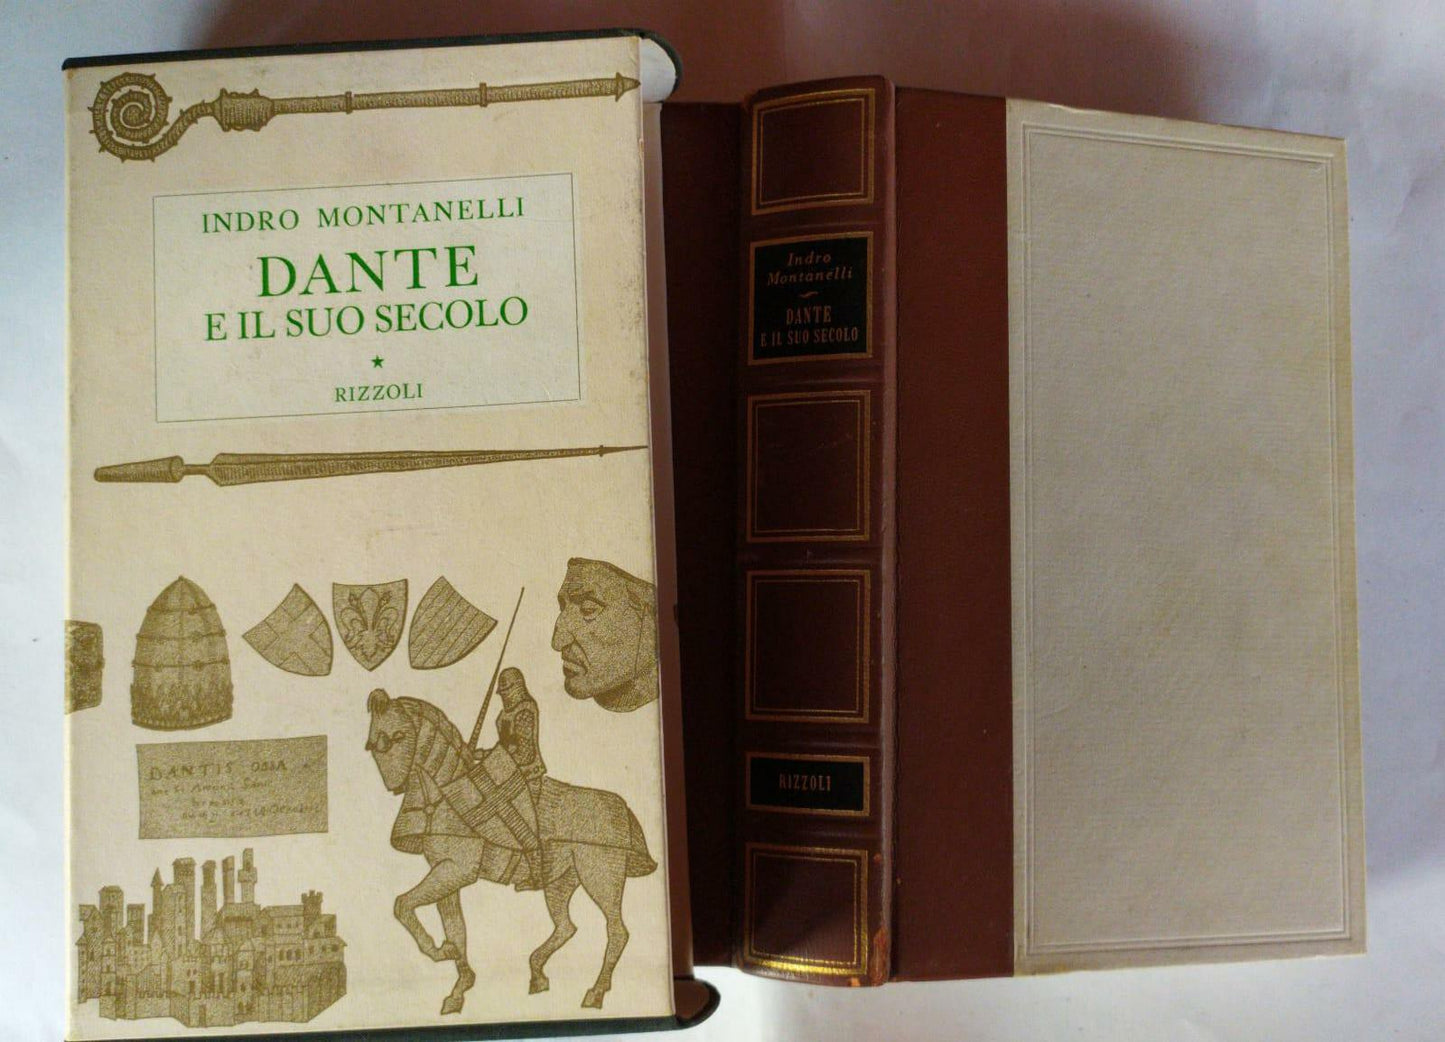 INDRO MONTANELLI
DANTE
E IL SUO SECOLO
RIZZOLI
DANTIS OSSA
Indro
Montanelli
DANTE
E IL SUO SECOLO
RIZZOLI